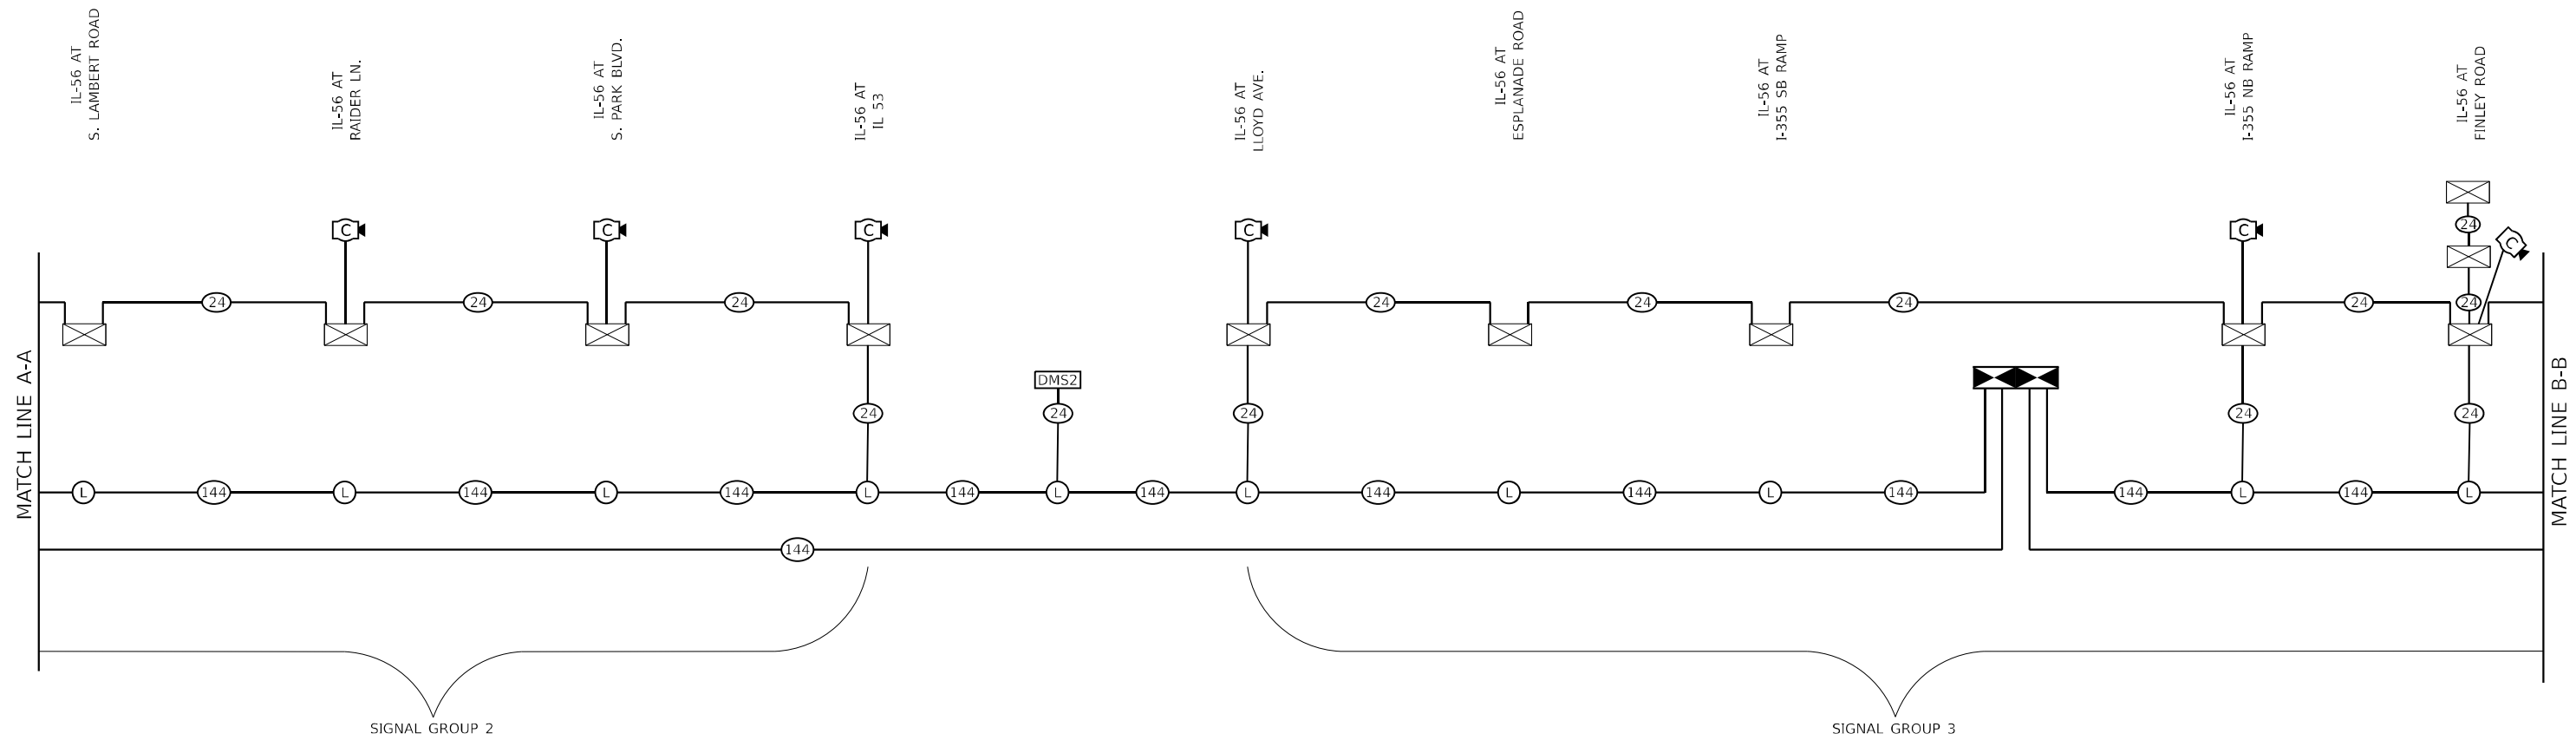 IL-56 AT
S. LAMBERT ROAD
IL-56 AT
RAIDER LN.
IL-56 AT
S. PARK BLVD.
IL-56 AT
IL 53
IL-56 AT
LLOYD AVE.
IL-56 AT
ESPLANADE ROAD
IL-56 AT
I-355 SB RAMP
IL-56 AT
I-355 NB RAMP
IL-56 AT
FINLEY ROAD
C
C
C
C
C
24
C
24
24
24
24
24
24
24
24
DMS2
24
24
24
24
24
MATCH LINE A-A
MATCH LINE B-B
L
144
L
144
L
144
L
144
L
144
L
144
L
144
L
144
144
L
144
L
144
SIGNAL GROUP 2
SIGNAL GROUP 3